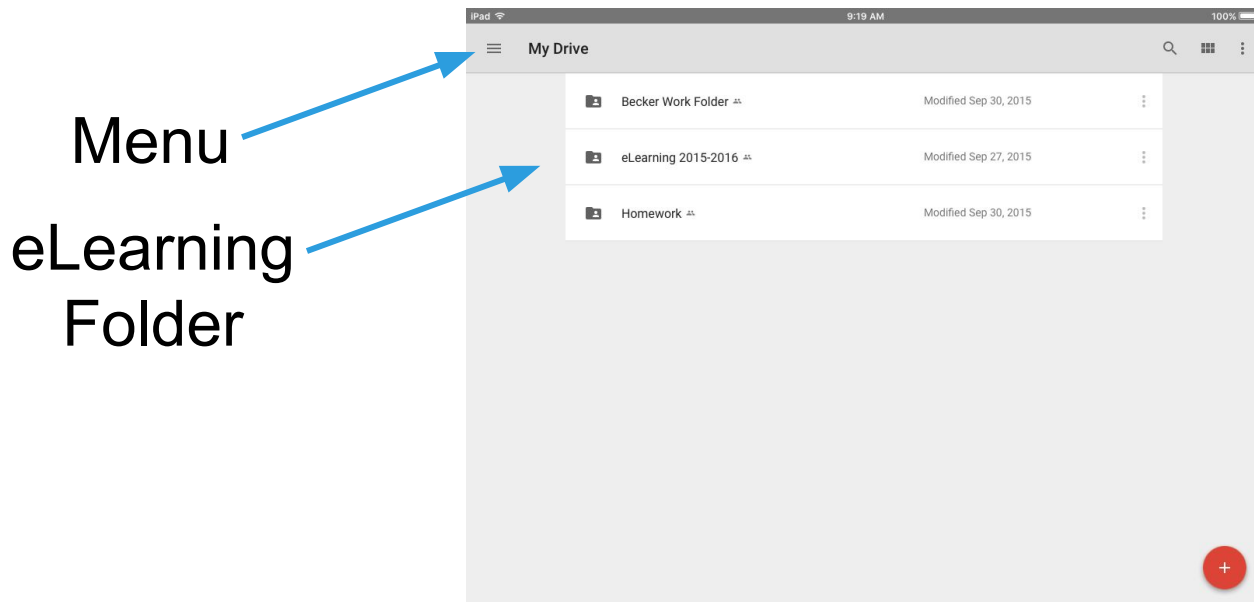 iPad 9:19 AM 100%
My Drive
Becker Work Folder Modified Sep 30, 2015
eLearning 2015-2016 Modified Sep 27, 2015
Homework Modified Sep 30, 2015
Menu
eLearning
Folder